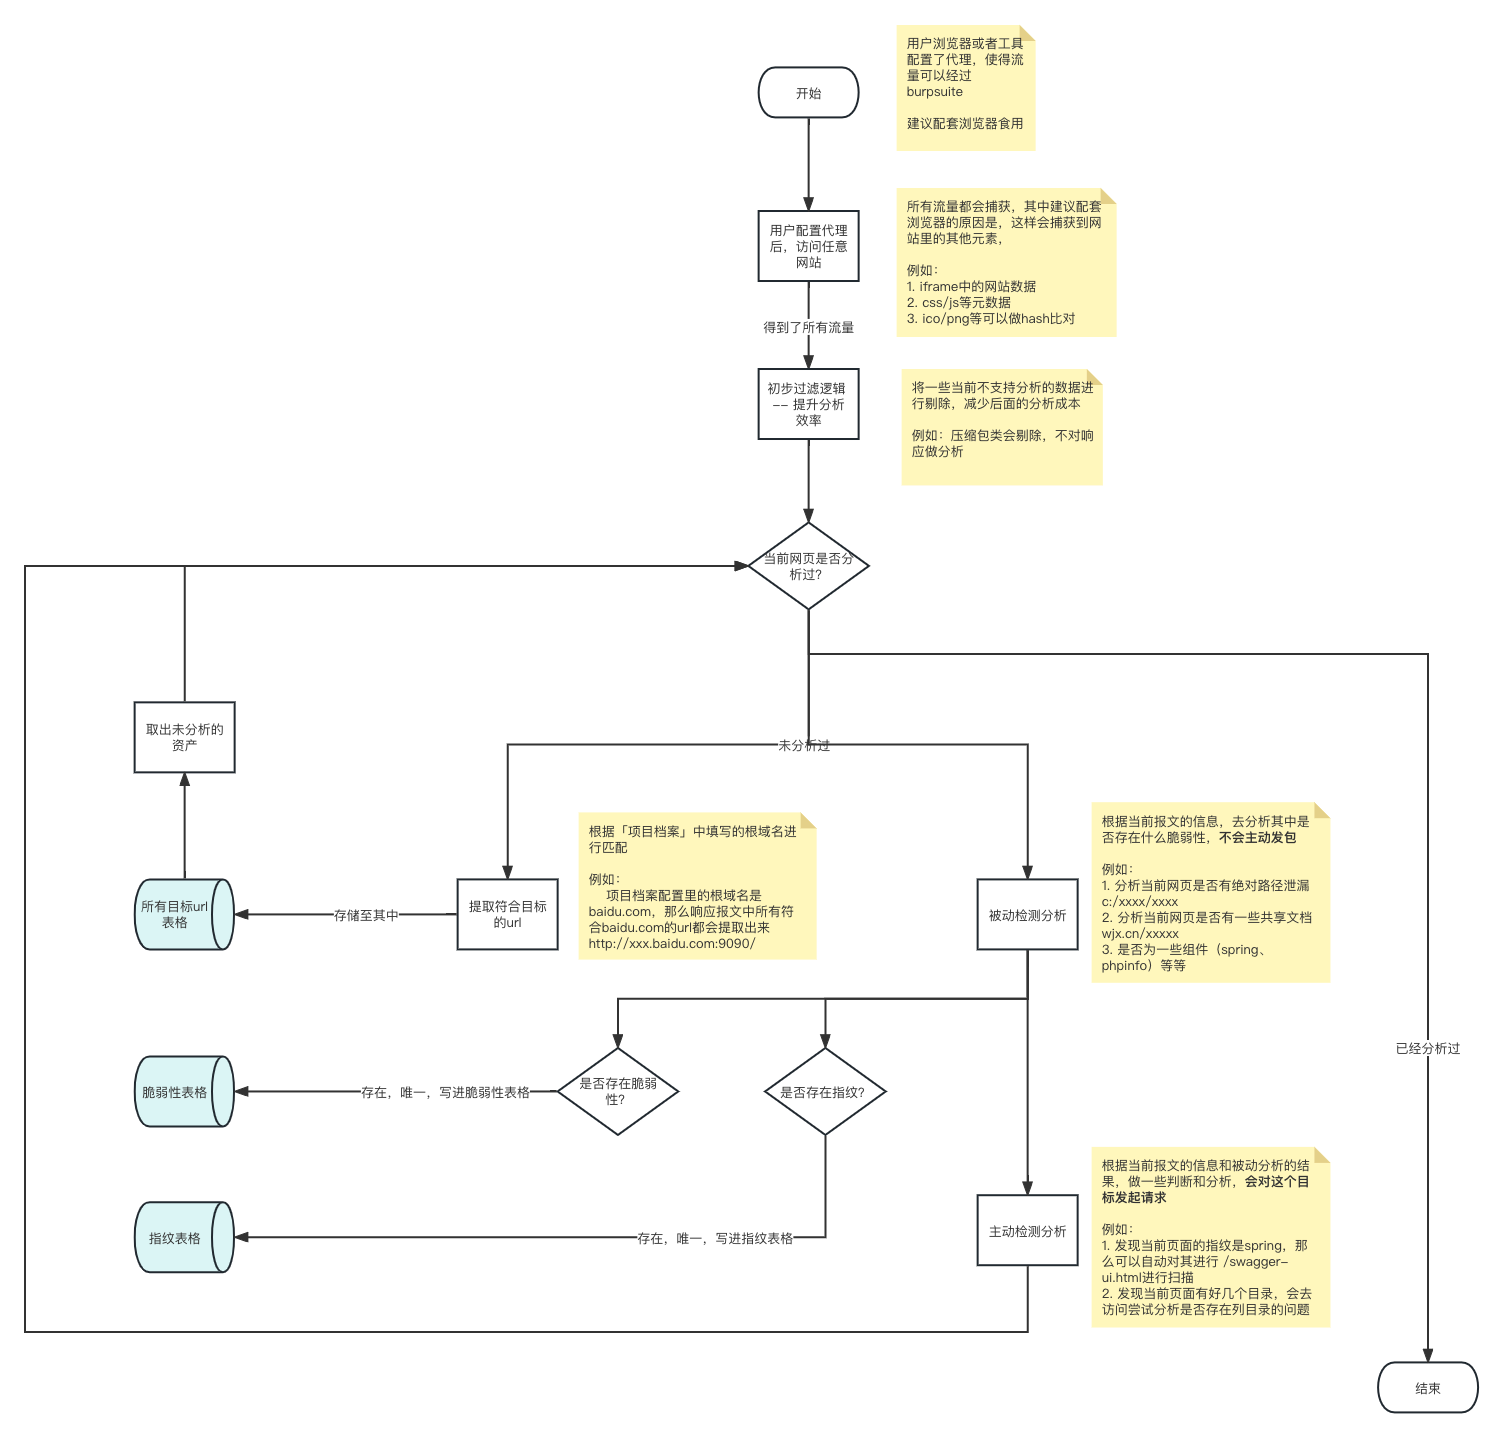 用户浏览器或者工具
配置了代理，使得流
量可以经过
burpsuite
建议配套浏览器食用
开始
用户配置代理
后，访问任意
网站
所有流量都会捕获，其中建议配套
浏览器的原因是，这样会捕获到网
站里的其他元素，
例如：
1. iframe中的网站数据
2. css/js等元数据
3. ico/png等可以做hash比对
得到了所有流量
初步过滤逻辑
-- 提升分析
效率
将一些当前不支持分析的数据进
行剔除，减少后面的分析成本
例如：压缩包类会剔除，不对响
应做分析
当前网页是否分
析过？
取出未分析的
资产
未分析过
根据「项目档案」中填写的根域名进
行匹配
例如：
项目档案配置里的根域名是
baidu.com，那么响应报文中所有符
合baidu.com的url都会提取出来
http://xxx.baidu.com:9090/
根据当前报文的信息，去分析其中是
否存在什么脆弱性，不会主动发包
例如：
1. 分析当前网页是否有绝对路径泄漏
c:/xxxx/xxxx
2. 分析当前网页是否有一些共享文档
wjx.cn/xxxxx
3. 是否为一些组件（spring、
phpinfo）等等
所有目标url
表格
存储至其中
提取符合目标
的url
被动检测分析
已经分析过
脆弱性表格
存在，唯一，写进脆弱性表格
是否存在脆弱
性？
是否存在指纹？
指纹表格
存在，唯一，写进指纹表格
主动检测分析
根据当前报文的信息和被动分析的结
果，做一些判断和分析，会对这个目
标发起请求
例如：
1. 发现当前页面的指纹是spring，那
么可以自动对其进行 /swagger-
ui.html进行扫描
2. 发现当前页面有好几个目录，会去
访问尝试分析是否存在列目录的问题
结束